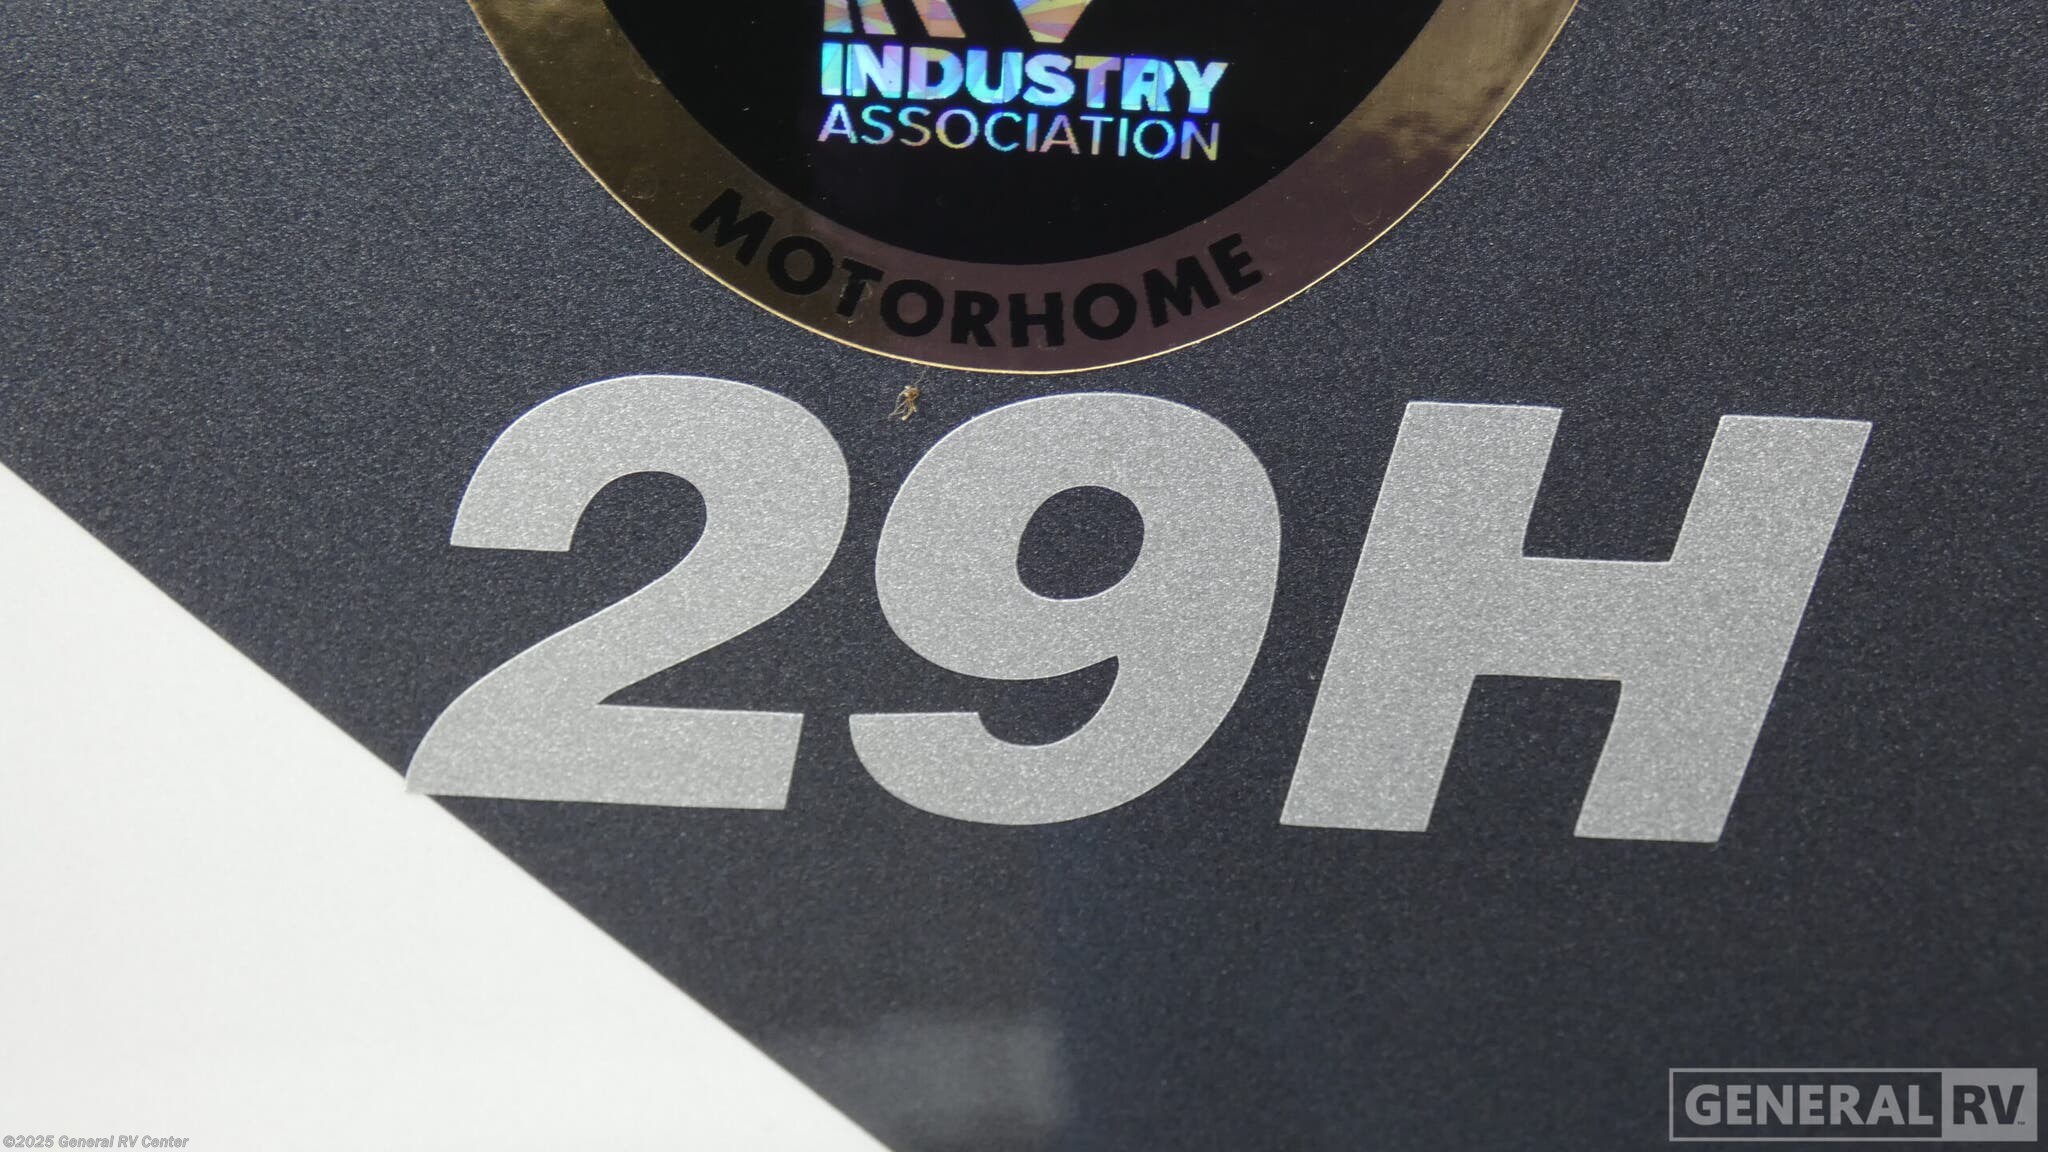 INDUSTRY
ASSOCIATION
MOTORHOME
29H
GENERAL RV
©2025 General RV Center